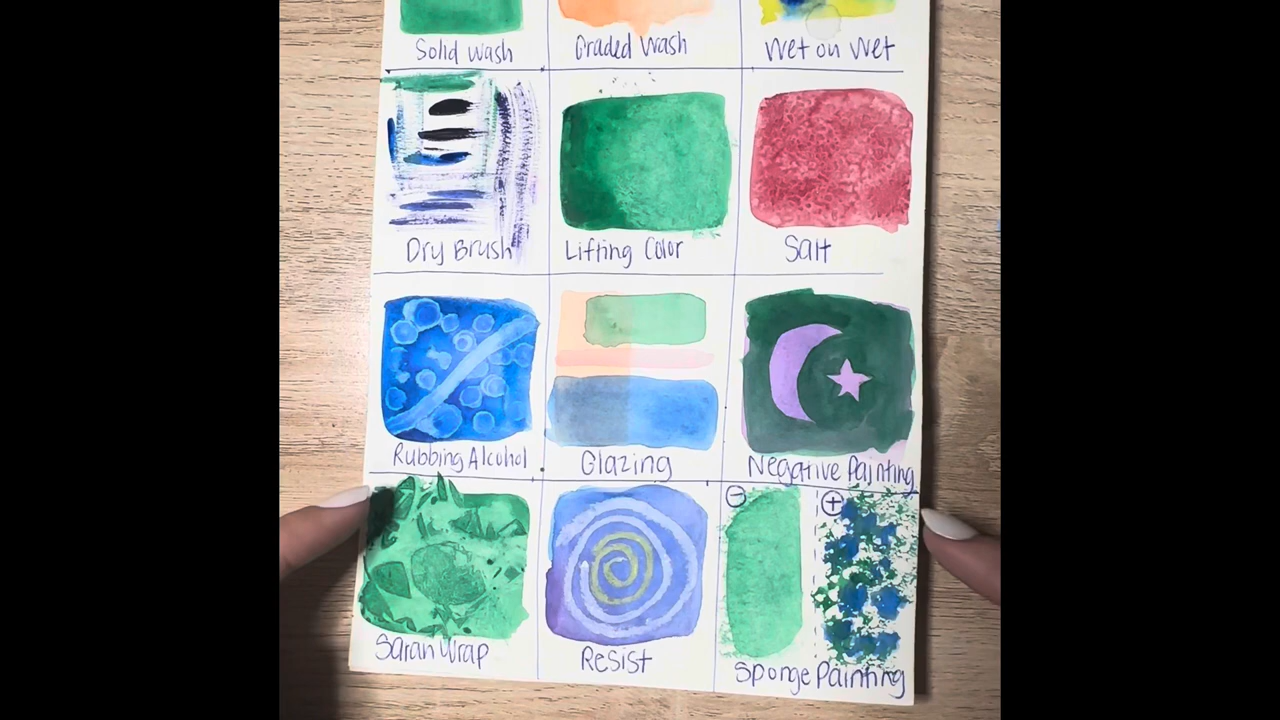 Solid Wash
Graded Wash
Wet on Wet
Dry Brush
Lifting Color
Salt
Rubbing Alcohol
Glazing
Negative Painting
Saran Wrap
Resist
- +
Sponge Painting